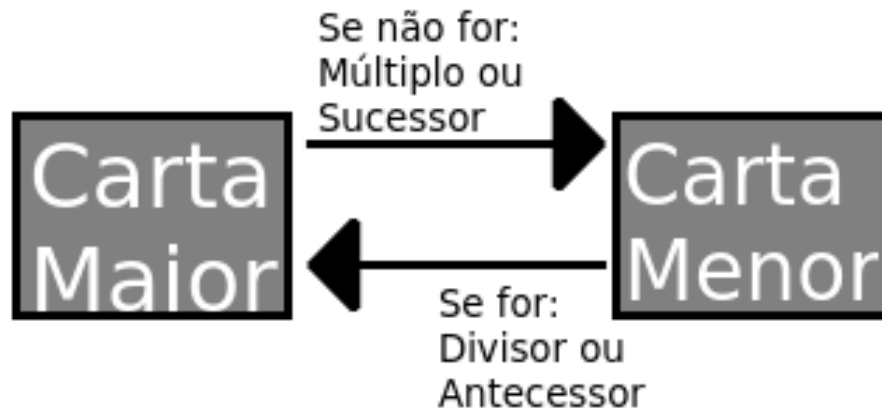 Se não for:
Múltiplo ou
Sucessor
Carta
Maior
Carta
Menor
Se for:
Divisor ou
Antecessor